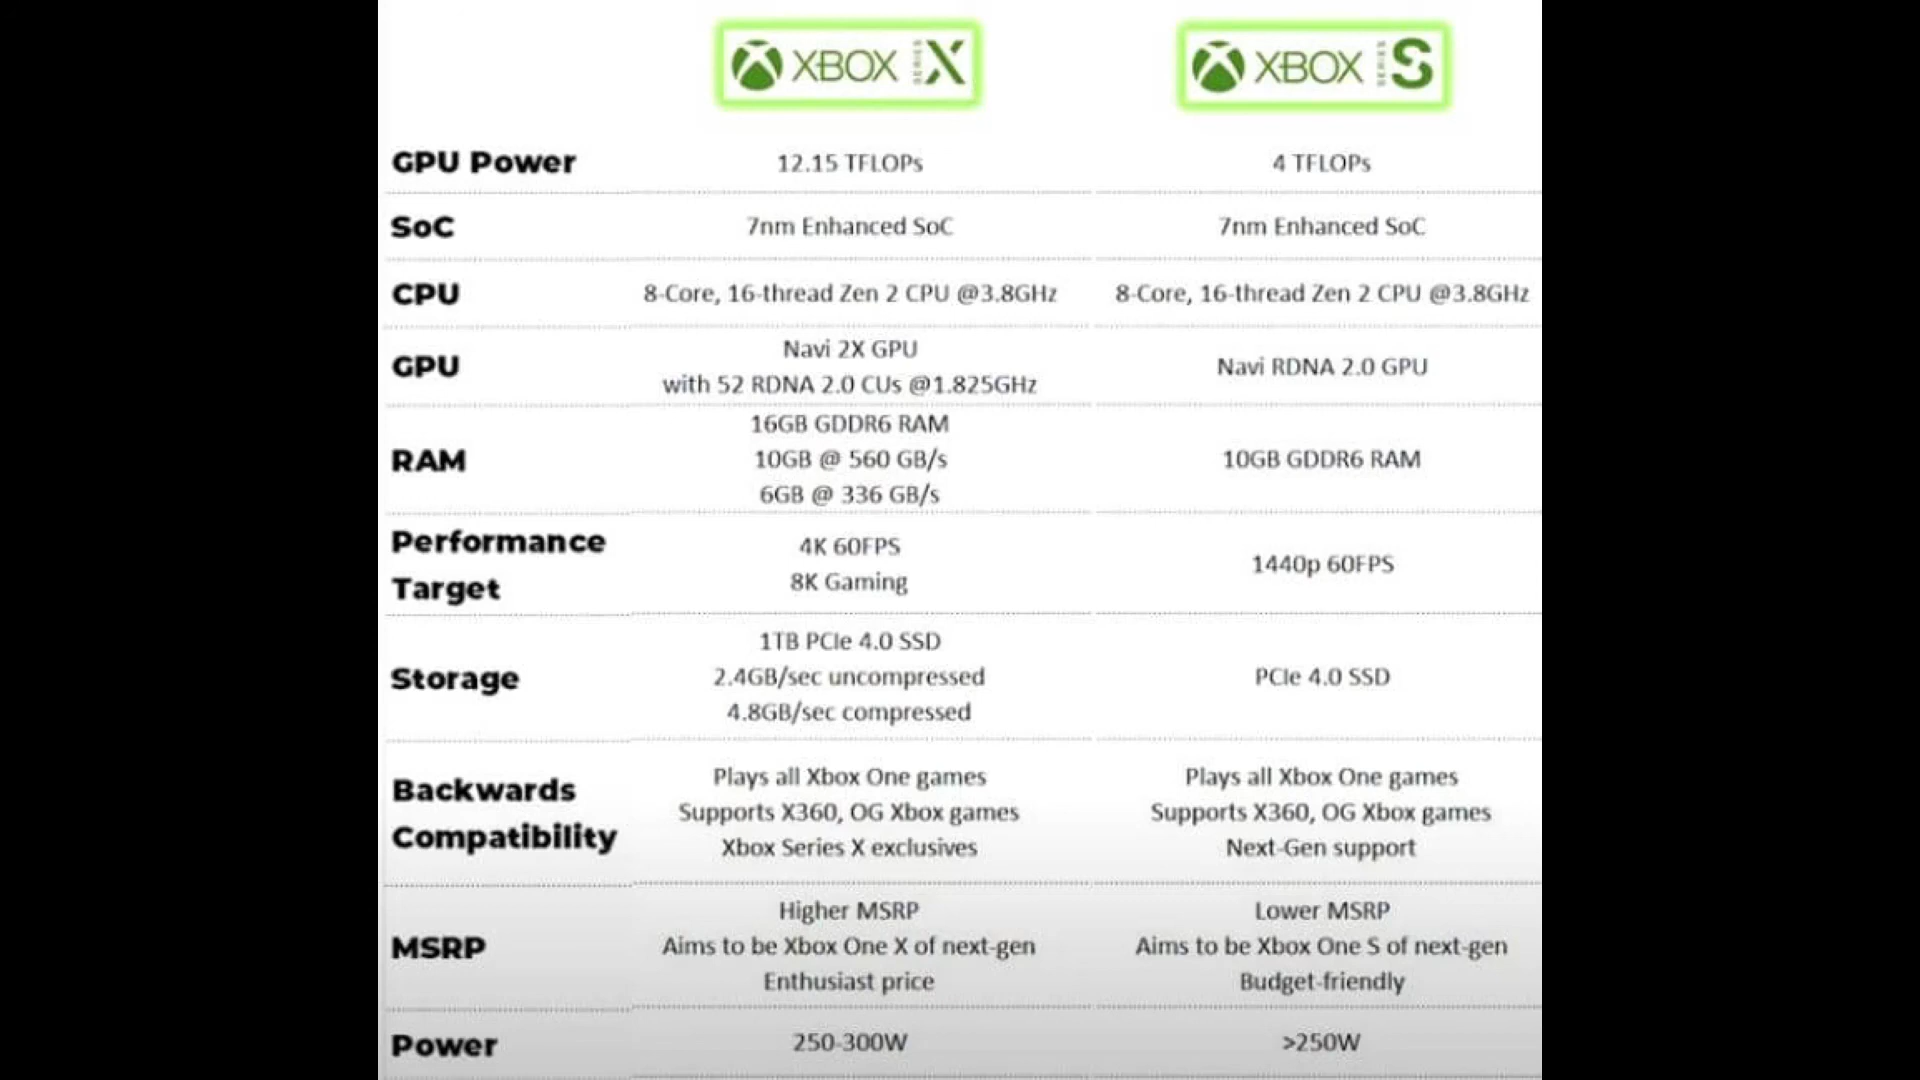 XBOX SERIES X
XBOX SERIES S
GPU Power
12.15 TFLOPs
4 TFLOPs
SoC
7nm Enhanced SoC
7nm Enhanced SoC
CPU
8-Core, 16-thread Zen 2 CPU @3.8GHz
8-Core, 16-thread Zen 2 CPU @3.8GHz
GPU
Navi 2X GPU
with 52 RDNA 2.0 CUs @1.825GHz
Navi RDNA 2.0 GPU
RAM
16GB GDDR6 RAM
10GB @ 560 GB/s
6GB @ 336 GB/s
10GB GDDR6 RAM
Performance
Target
4K 60FPS
8K Gaming
1440p 60FPS
Storage
1TB PCIe 4.0 SSD
2.4GB/sec uncompressed
4.8GB/sec compressed
PCIe 4.0 SSD
Backwards
Compatibility
Plays all Xbox One games
Supports X360, OG Xbox games
Xbox Series X exclusives
Plays all Xbox One games
Supports X360, OG Xbox games
Next-Gen support
MSRP
Higher MSRP
Aims to be Xbox One X of next-gen
Enthusiast price
Lower MSRP
Aims to be Xbox One S of next-gen
Budget-friendly
Power
250-300W
>250W